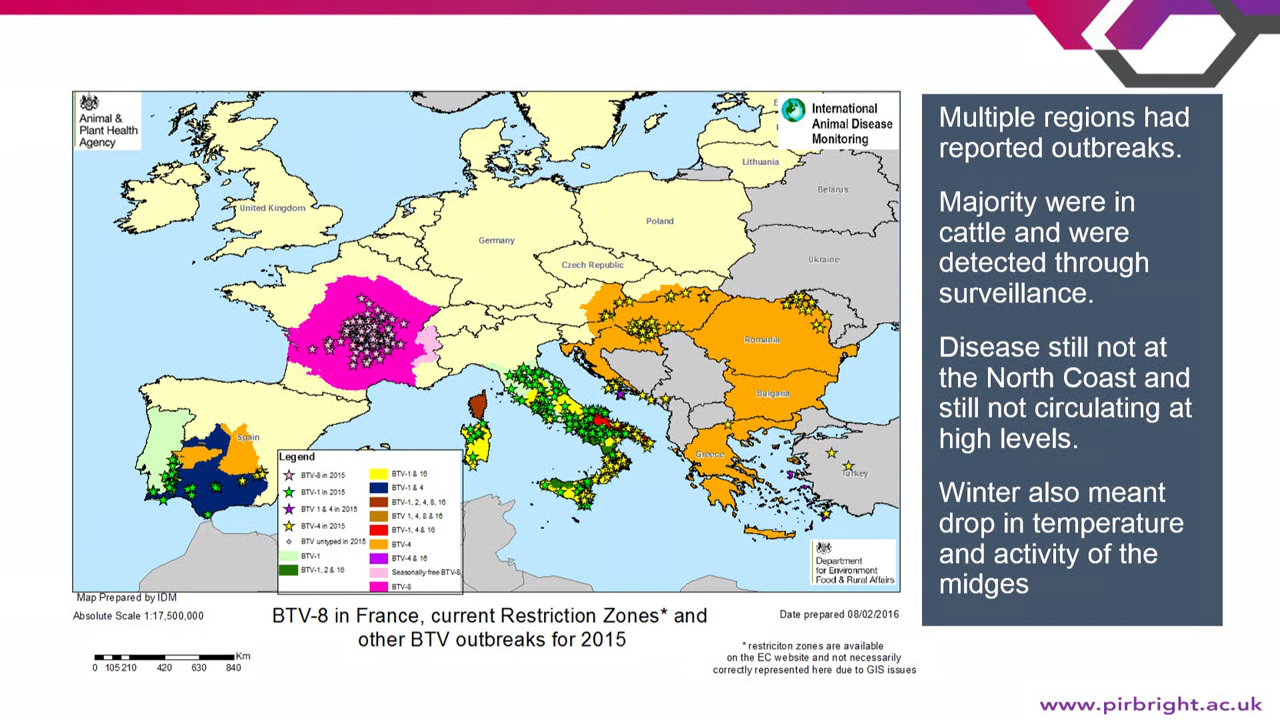 Animal &
Plant Health
Agency
International
Animal Disease
Monitoring
Lithuania
Belarus
United Kingdom
Poland
Germany
Ukraine
Czech Republic
Romania
Bulgaria
Spain
Greece
Turkey
Legend
BTV-8 in 2015
BTV-1 in 2015
BTV 1 & 4 in 2015
BTV-4 in 2015
BTV untyped in 2015
BTV-1
BTV-1, 2 & 16
BTV-1 & 16
BTV-1 & 4
BTV-1, 2, 4, 8, 16
BTV 1, 4, 8 & 16
BTV-1, 4 & 16
BTV-4
BTV-4 & 16
Seasonally free BTV-8
BTV-8
Department
for Environment
Food & Rural Affairs
Map Prepared by IDM
Absolute Scale 1:17,500,000
BTV-8 in France, current Restriction Zones* and
other BTV outbreaks for 2015
Date prepared 08/02/2016
* restriciton zones are available
on the EC website and not necessarily
correctly represented here due to GIS issues
Km
0 105 210 420 630 840
Multiple regions had
reported outbreaks.
Majority were in
cattle and were
detected through
surveillance.
Disease still not at
the North Coast and
still not circulating at
high levels.
Winter also meant
drop in temperature
and activity of the
midges
www.pirbright.ac.uk